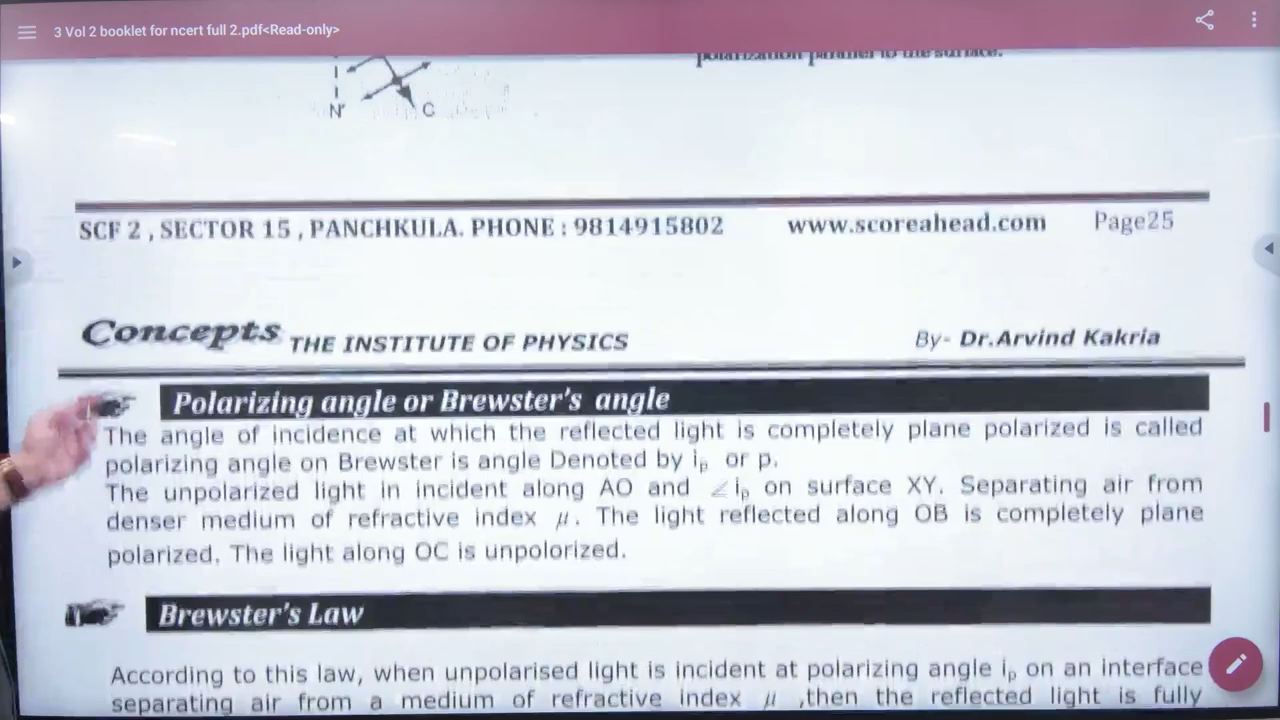 3 Vol 2 booklet for ncert full 2.pdf<Read-only>
polarization parallel to the surface.
N'
C
SCF 2 , SECTOR 15 , PANCHKULA. PHONE : 9814915802 www.scoreahead.com Page25
Concepts THE INSTITUTE OF PHYSICS By- Dr.Arvind Kakria
Polarizing angle or Brewster's angle
The angle of incidence at which the reflected light is completely plane polarized is called
polarizing angle on Brewster is angle Denoted by iₚ or p.
The unpolarized light in incident along AO and ∠iₚ on surface XY. Separating air from
denser medium of refractive index μ. The light reflected along OB is completely plane
polarized. The light along OC is unpolorized.
Brewster's Law
According to this law, when unpolarised light is incident at polarizing angle iₚ on an interface
separating air from a medium of refractive index μ ,then the reflected light is fully